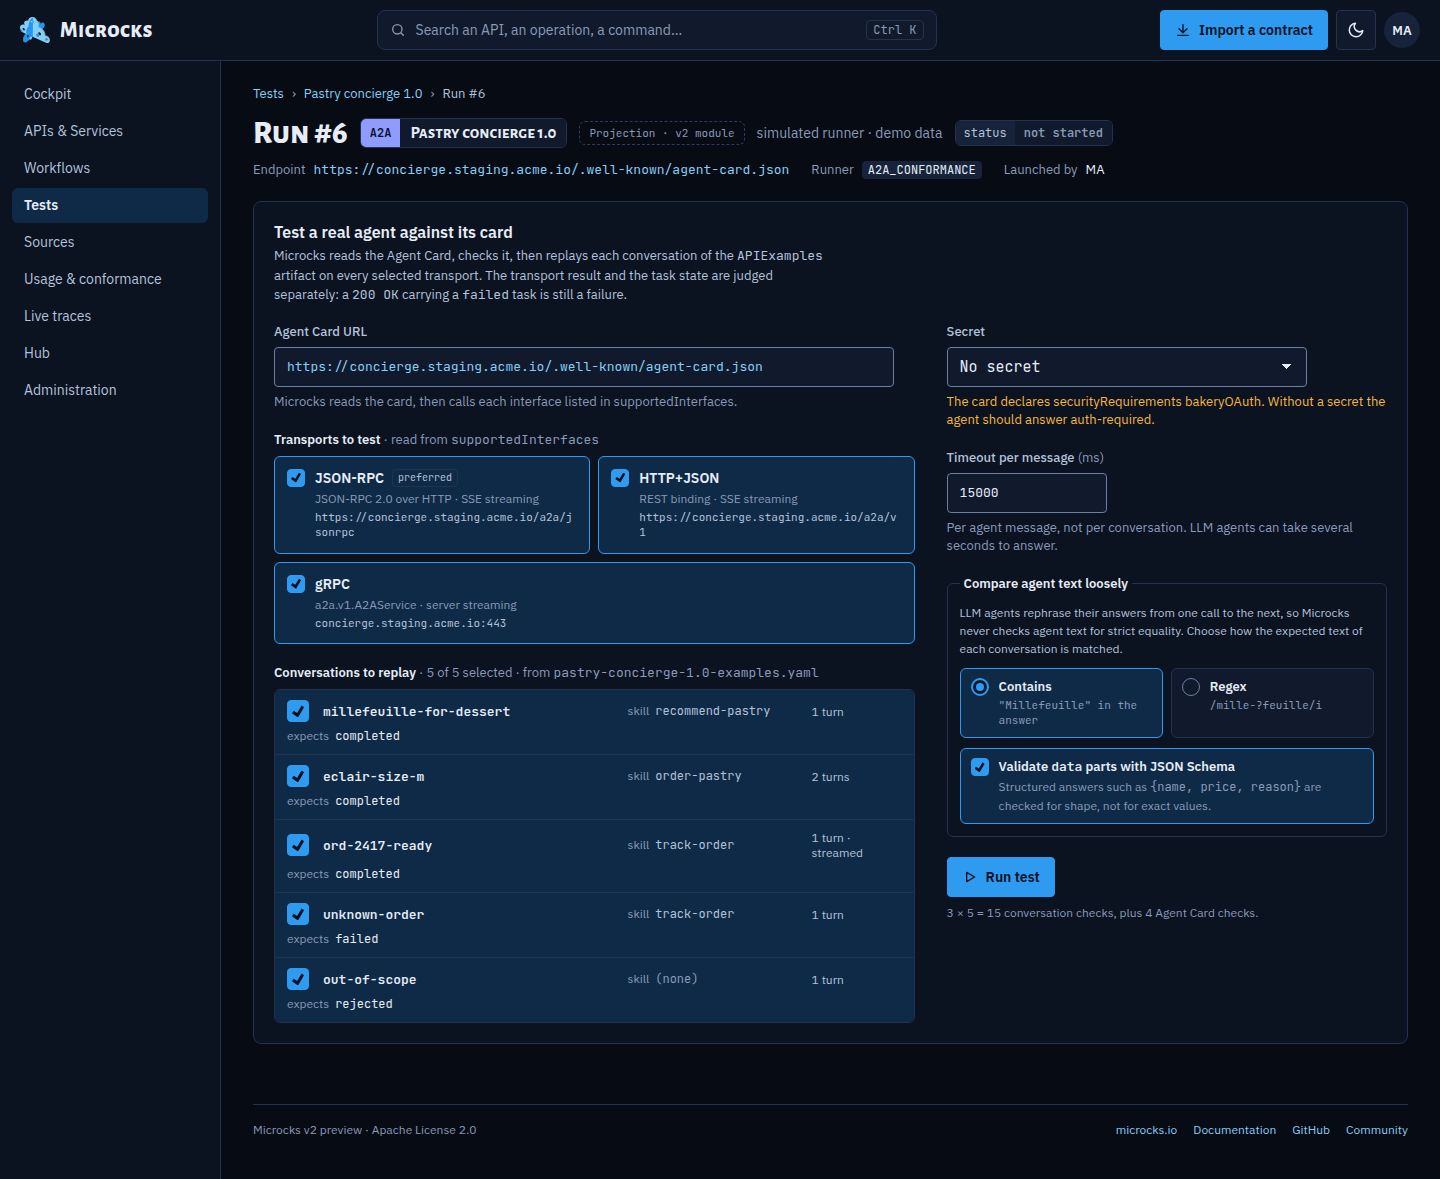 Microcks
Search an API, an operation, a command...
Ctrl K
Import a contract
MA
Cockpit
APIs & Services
Workflows
Tests
Sources
Usage & conformance
Live traces
Hub
Administration
Tests › Pastry concierge 1.0 › Run #6
Run #6
A2A Pastry concierge 1.0
Projection · v2 module
simulated runner · demo data
status not started
Endpoint https://concierge.staging.acme.io/.well-known/agent-card.json Runner A2A_CONFORMANCE Launched by MA
Test a real agent against its card
Microcks reads the Agent Card, checks it, then replays each conversation of the APIExamples
artifact on every selected transport. The transport result and the task state are judged
separately: a 200 OK carrying a failed task is still a failure.
Agent Card URL
https://concierge.staging.acme.io/.well-known/agent-card.json
Microcks reads the card, then calls each interface listed in supportedInterfaces.
Transports to test · read from supportedInterfaces
JSON-RPC preferred
JSON-RPC 2.0 over HTTP · SSE streaming
https://concierge.staging.acme.io/a2a/j
sonrpc
HTTP+JSON
REST binding · SSE streaming
https://concierge.staging.acme.io/a2a/v
1
gRPC
a2a.v1.A2AService · server streaming
concierge.staging.acme.io:443
Conversations to replay · 5 of 5 selected · from pastry-concierge-1.0-examples.yaml
millefeuille-for-dessert skill recommend-pastry 1 turn
expects completed
eclair-size-m skill order-pastry 2 turns
expects completed
ord-2417-ready skill track-order 1 turn ·
streamed
expects completed
unknown-order skill track-order 1 turn
expects failed
out-of-scope skill (none) 1 turn
expects rejected
Secret
No secret
The card declares securityRequirements bakeryOAuth. Without a secret the
agent should answer auth-required.
Timeout per message (ms)
15000
Per agent message, not per conversation. LLM agents can take several
seconds to answer.
Compare agent text loosely
LLM agents rephrase their answers from one call to the next, so Microcks
never checks agent text for strict equality. Choose how the expected text of
each conversation is matched.
Contains
"Millefeuille" in the
answer
Regex
/mille-?feuille/i
Validate data parts with JSON Schema
Structured answers such as {name, price, reason} are
checked for shape, not for exact values.
Run test
3 × 5 = 15 conversation checks, plus 4 Agent Card checks.
Microcks v2 preview · Apache License 2.0
microcks.io Documentation GitHub Community